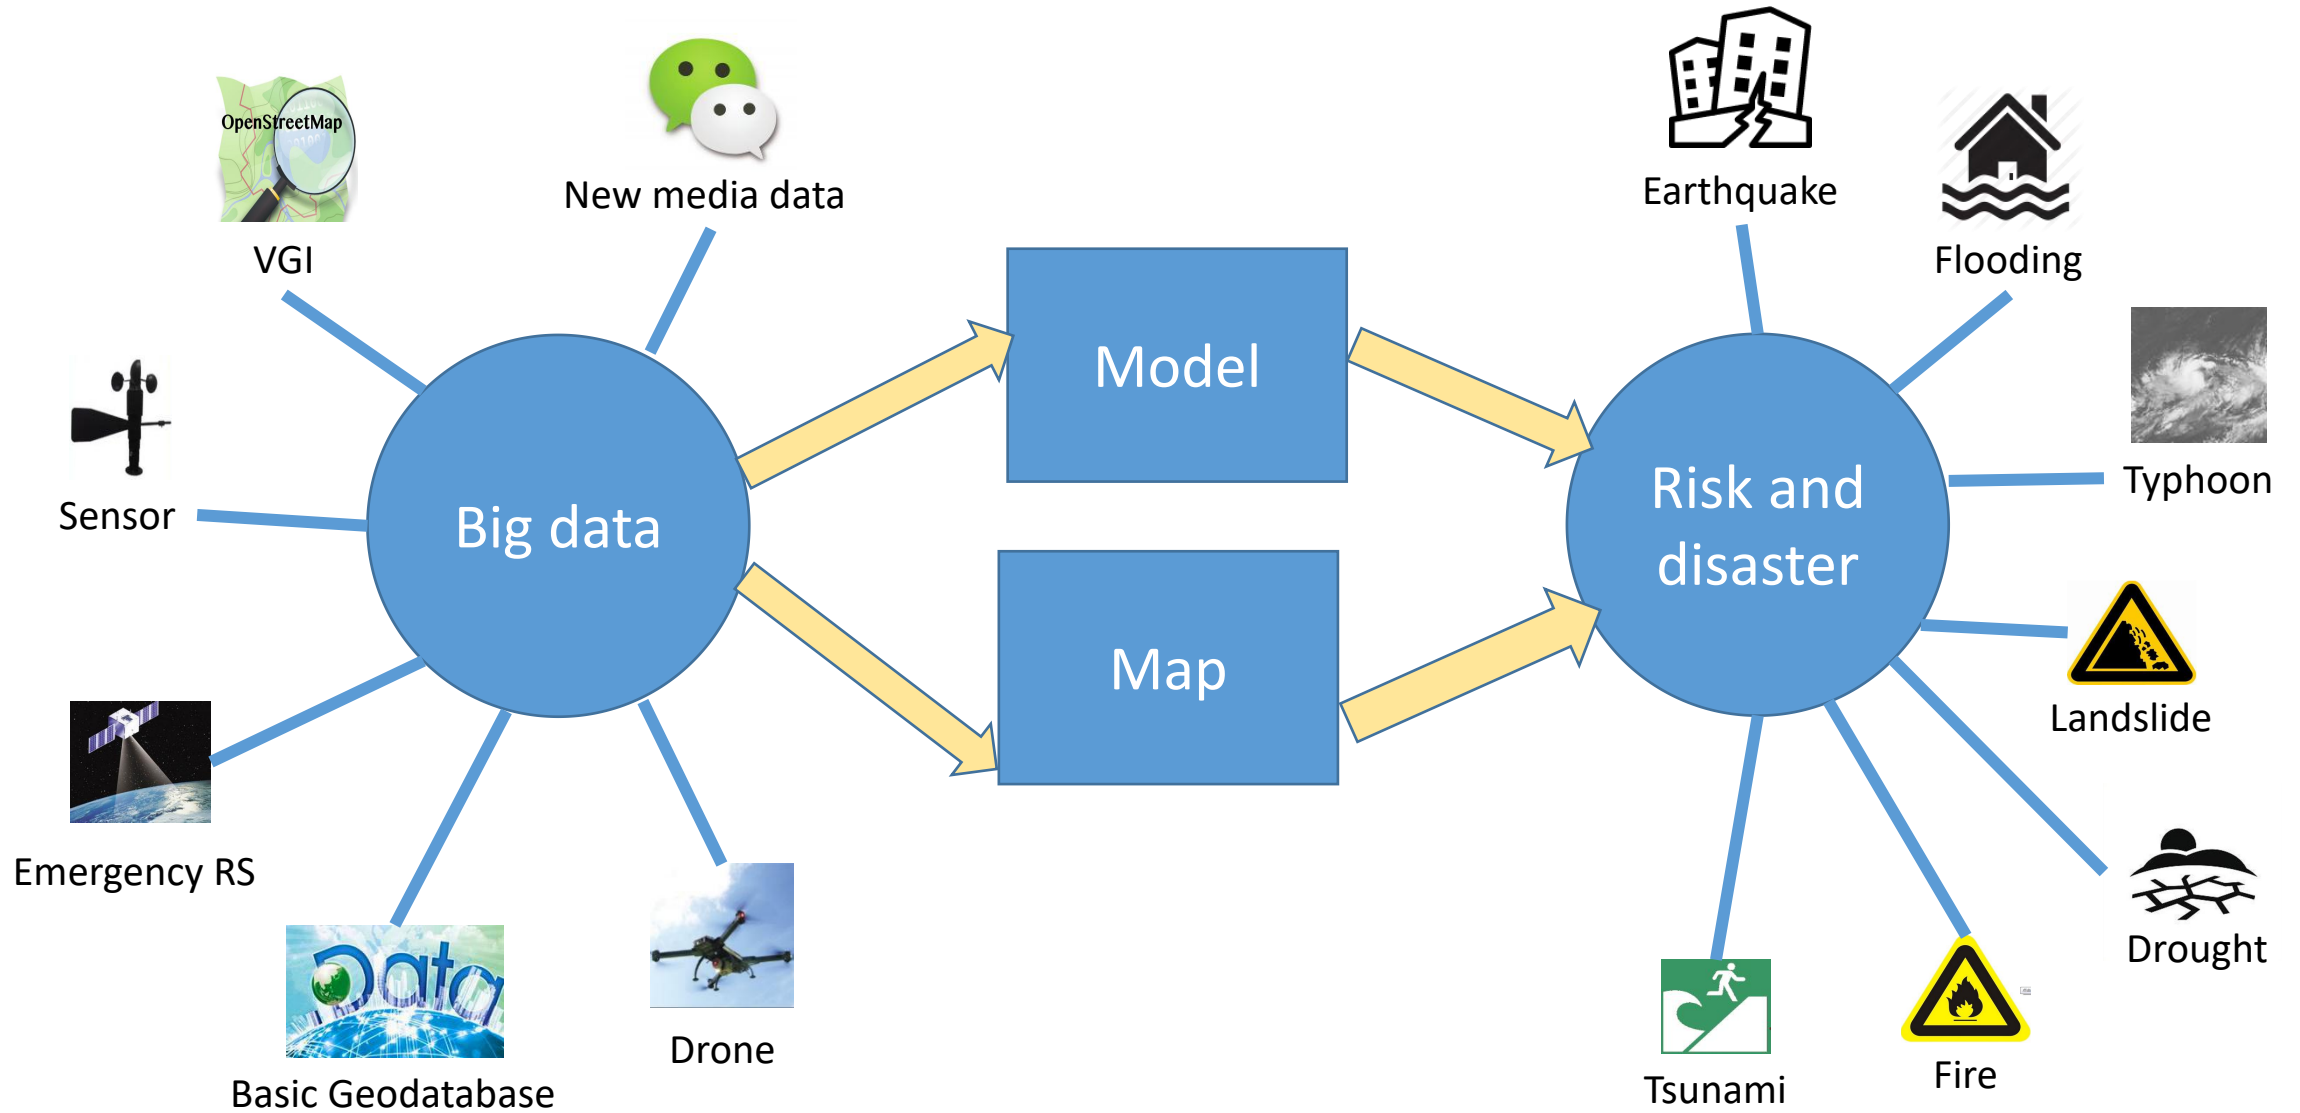 OpenStreetMap
VGI
New media data
Sensor
Emergency RS
Data
Basic Geodatabase
Drone
Big data
Model
Map
Risk and
disaster
Earthquake
Flooding
Typhoon
Landslide
Drought
Fire
Tsunami